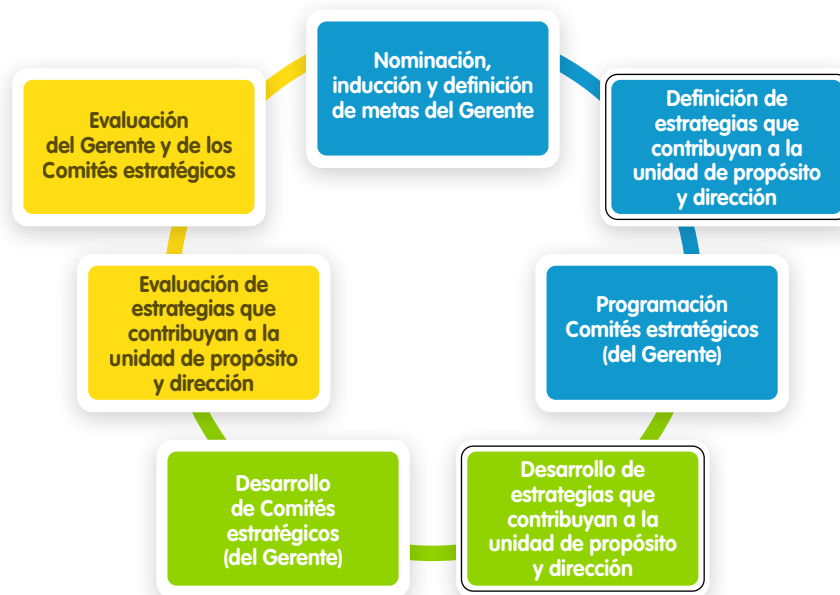 Nominación,
inducción y definición
de metas del Gerente
Definición de
estrategias que
contribuyan a la
unidad de propósito
y dirección
Programación
Comités estratégicos
(del Gerente)
Desarrollo de
estrategias que
contribuyan a la
unidad de propósito
y dirección
Desarrollo
de Comités
estratégicos
(del Gerente)
Evaluación de
estrategias que
contribuyan a la
unidad de propósito
y dirección
Evaluación
del Gerente y de los
Comités estratégicos